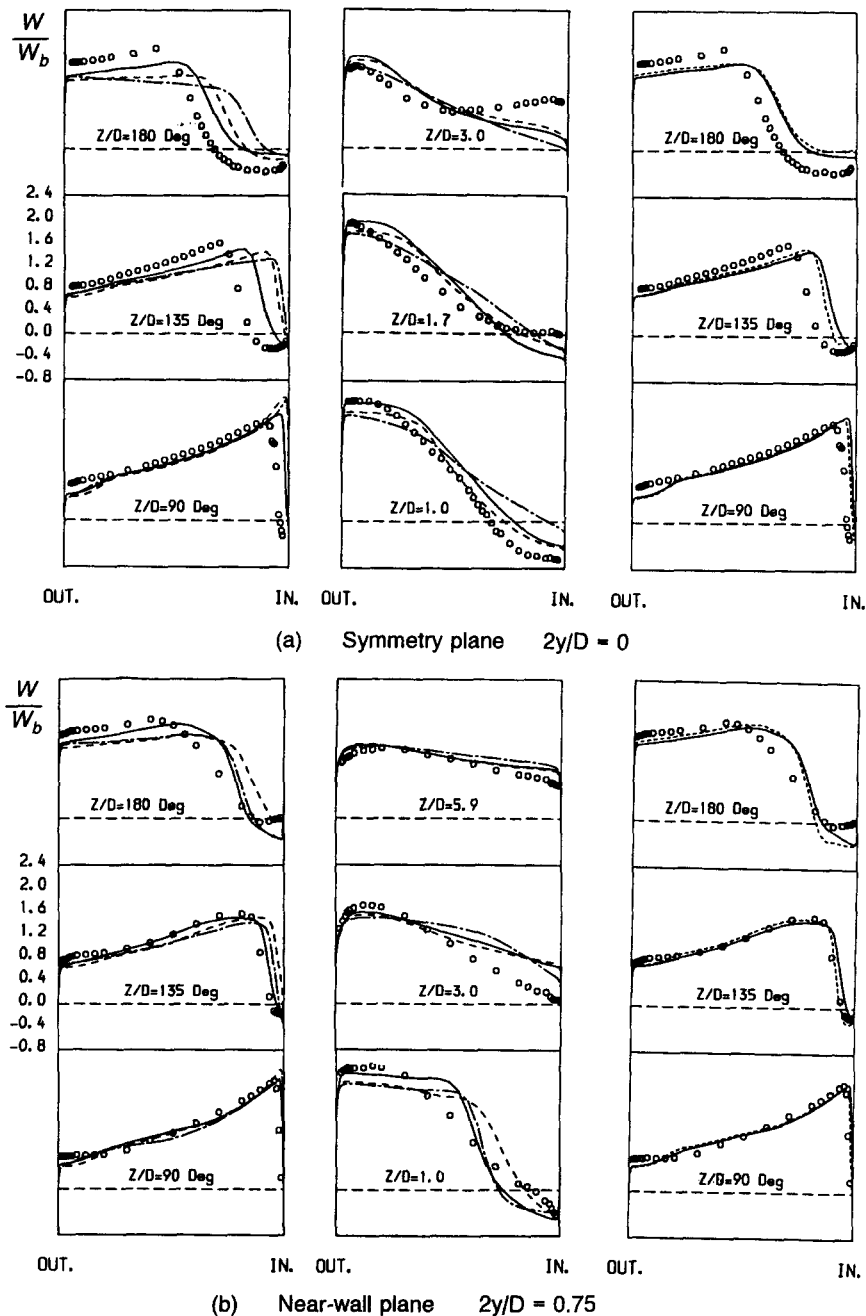 W
W_b
Z/D=180 Deg
Z/D=3.0
Z/D=180 Deg
2.4
2.0
1.6
1.2
0.8
0.4
0.0
-0.4
-0.8
Z/D=135 Deg
Z/D=1.7
Z/D=135 Deg
Z/D=90 Deg
Z/D=1.0
Z/D=90 Deg
OUT. IN. OUT. IN. OUT. IN.
(a) Symmetry plane 2y/D = 0
W
W_b
Z/D=180 Deg
Z/D=5.9
Z/D=180 Deg
2.4
2.0
1.6
1.2
0.8
0.4
0.0
-0.4
-0.8
Z/D=135 Deg
Z/D=3.0
Z/D=135 Deg
Z/D=90 Deg
Z/D=1.0
Z/D=90 Deg
OUT. IN. OUT. IN. OUT. IN.
(b) Near-wall plane 2y/D = 0.75